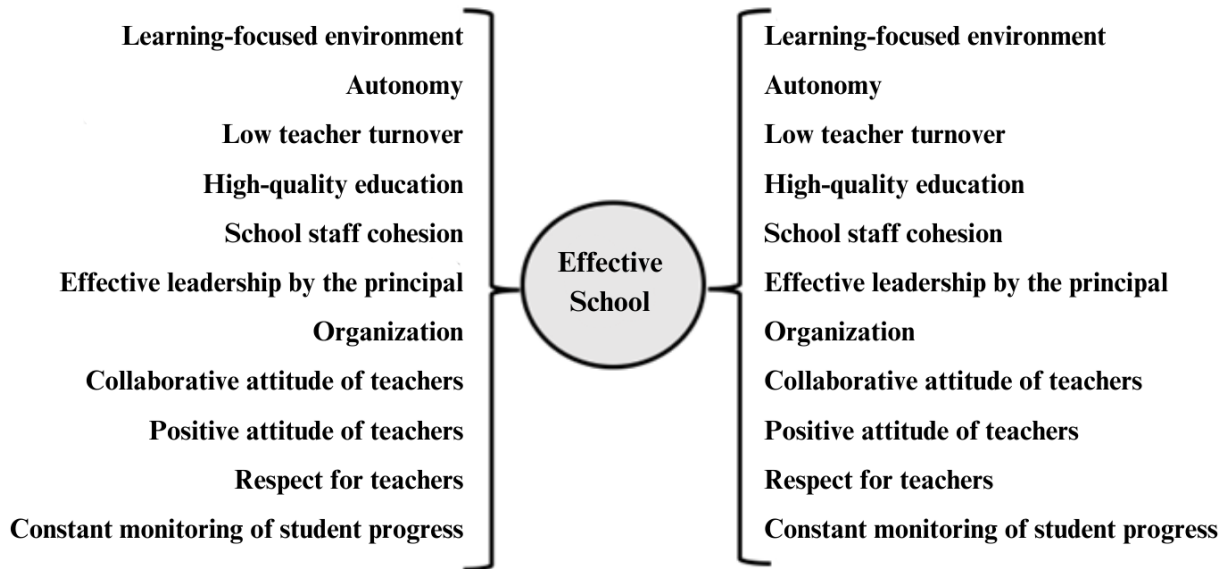 Learning-focused environment
Autonomy
Low teacher turnover
High-quality education
School staff cohesion
Effective leadership by the principal
Organization
Collaborative attitude of teachers
Positive attitude of teachers
Respect for teachers
Constant monitoring of student progress
Effective
School
Learning-focused environment
Autonomy
Low teacher turnover
High-quality education
School staff cohesion
Effective leadership by the principal
Organization
Collaborative attitude of teachers
Positive attitude of teachers
Respect for teachers
Constant monitoring of student progress